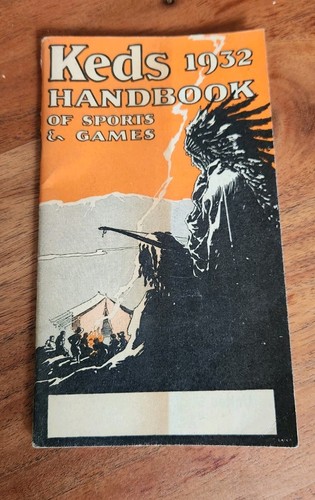 Keds 1932
HANDBOOK
OF SPORTS
& GAMES